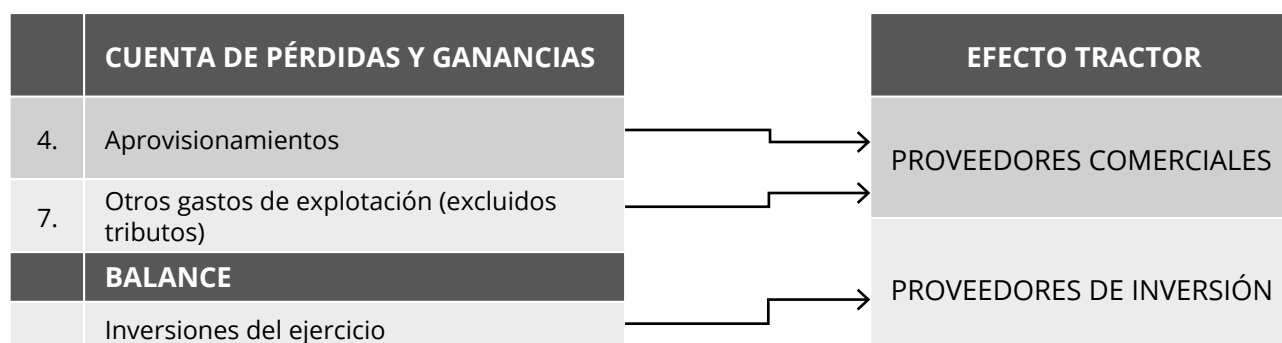 CUENTA DE PÉRDIDAS Y GANANCIAS
4. Aprovisionamientos
7. Otros gastos de explotación (excluidos
tributos)
BALANCE
Inversiones del ejercicio
EFECTO TRACTOR
PROVEEDORES COMERCIALES
PROVEEDORES DE INVERSIÓN